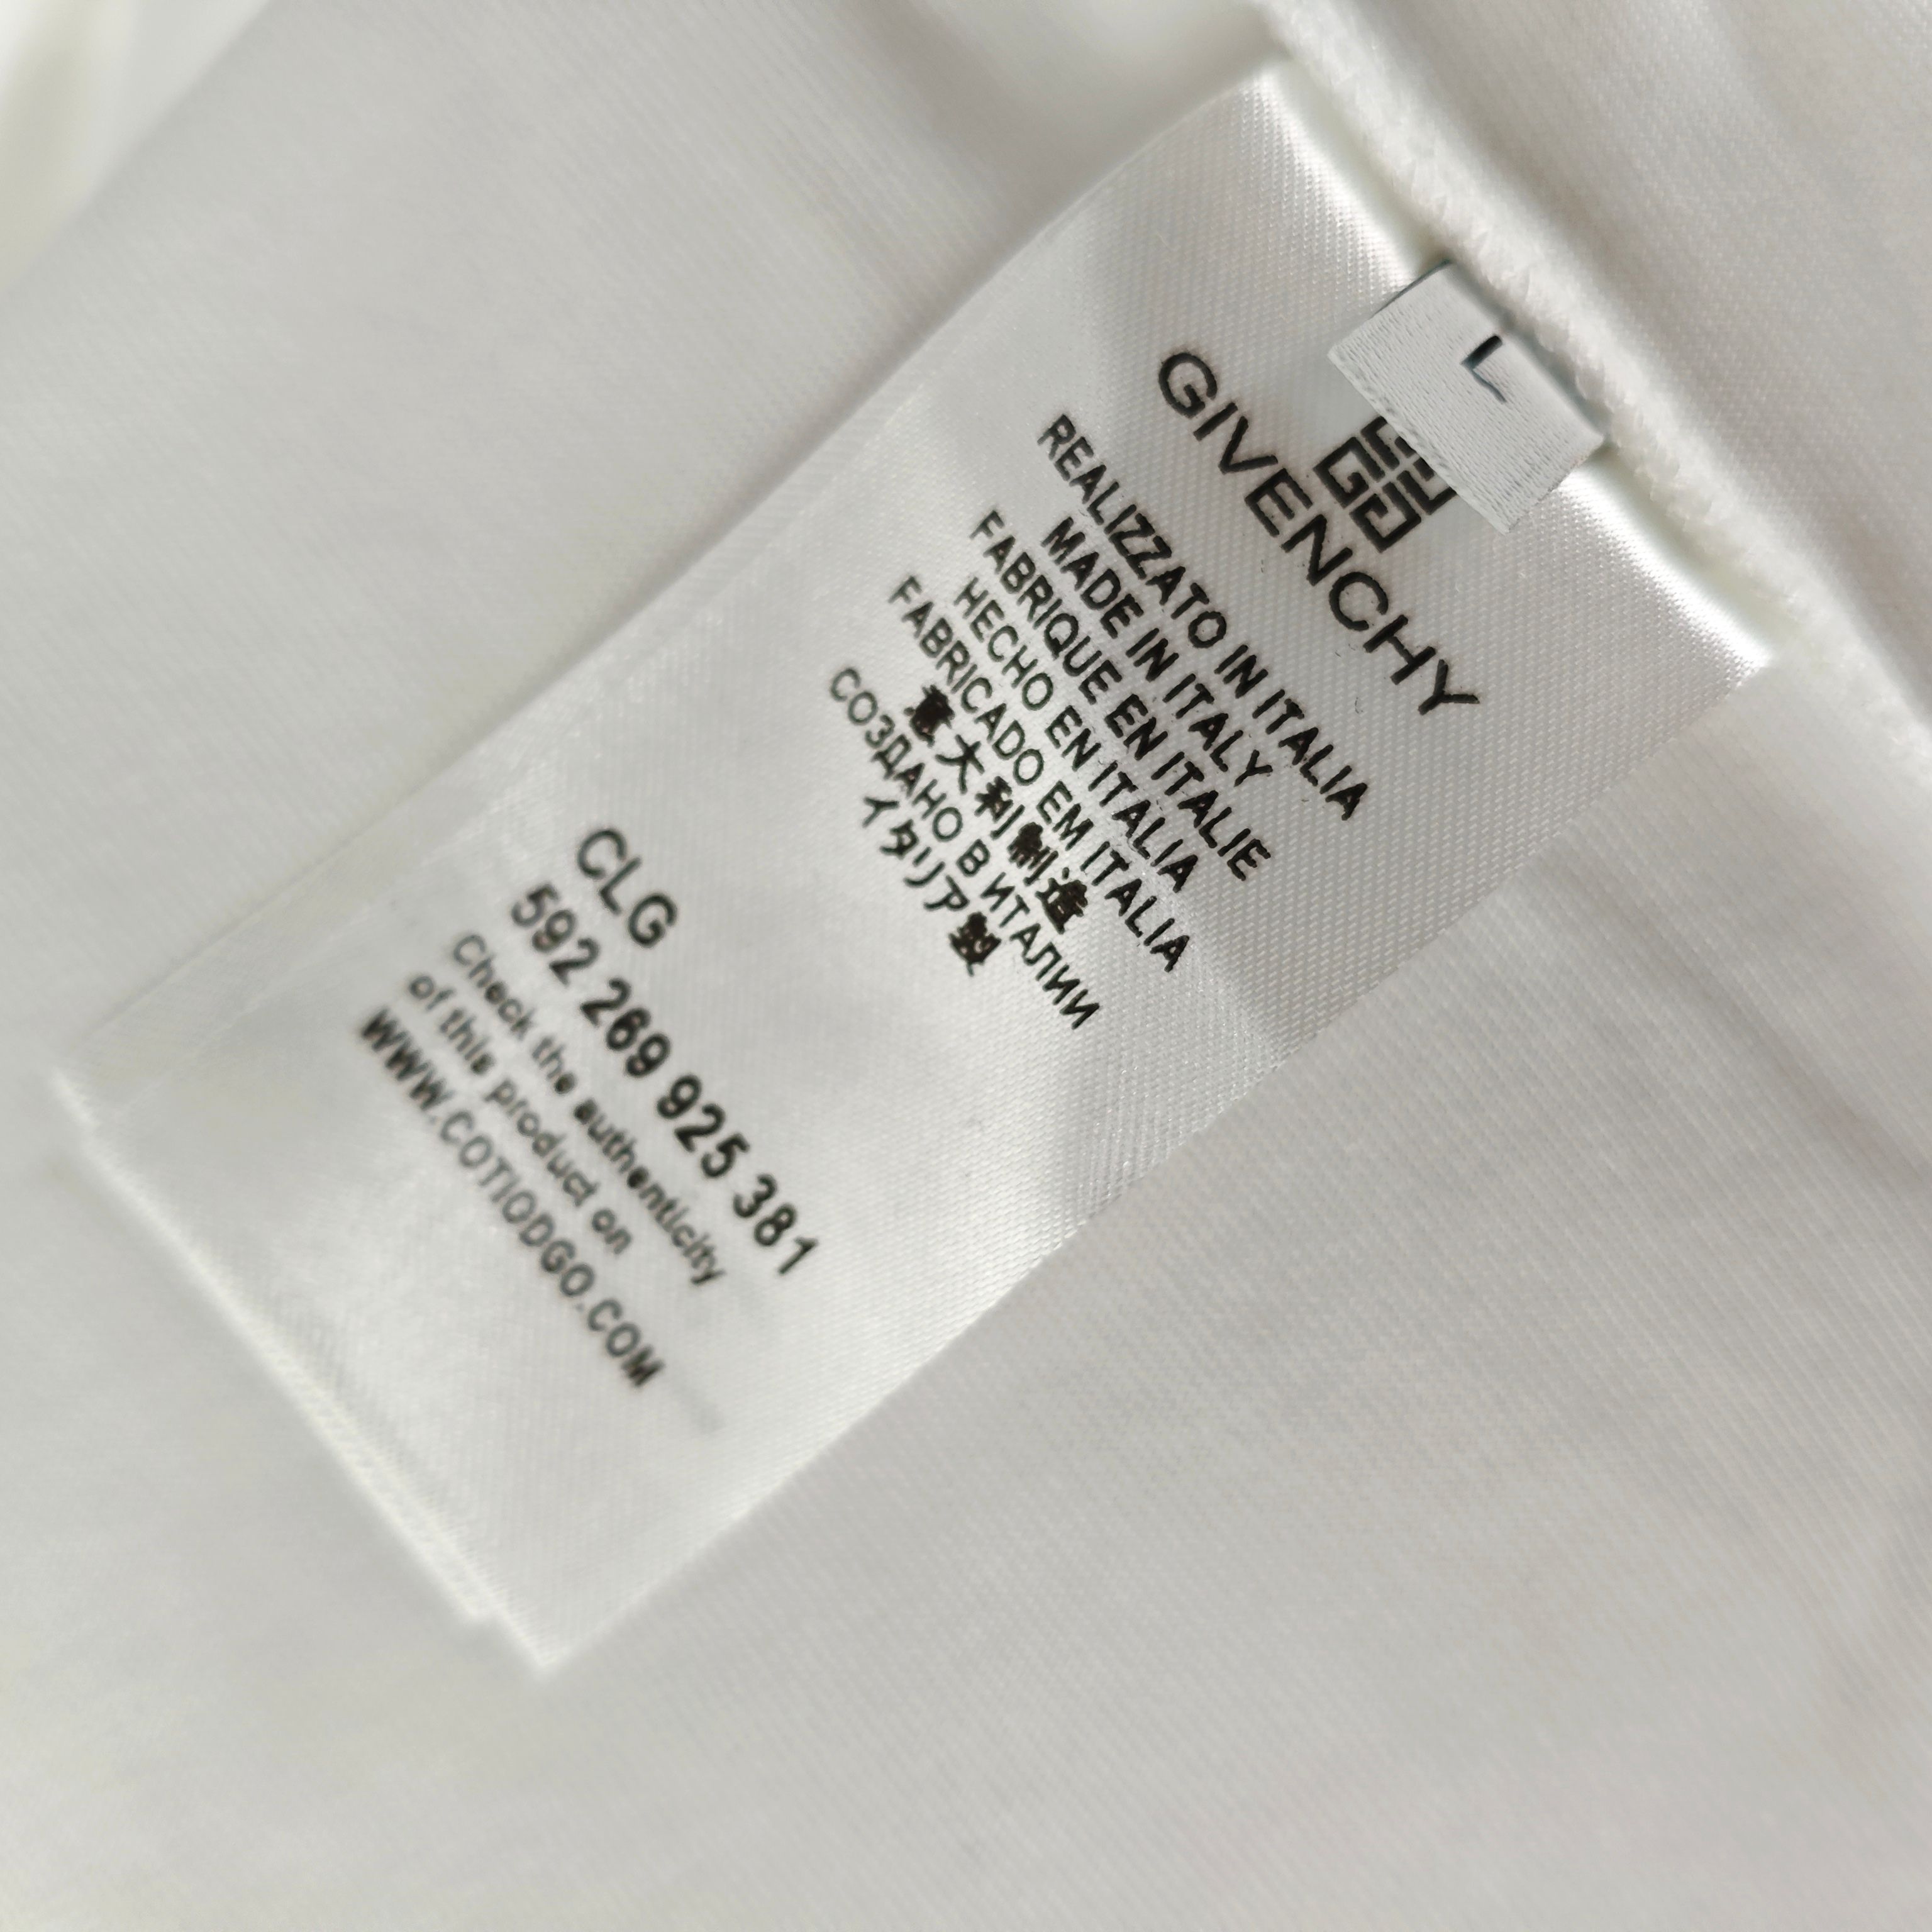 L
GIVENCHY
REALIZZATO IN ITALIA
MADE IN ITALY
FABRIQUE EN ITALIE
HECHO EN ITALIA
FABRICADO EM ITALIA
意大利制造
СОЗДАНО В ИТАЛИИ
イタリア製
CLG
592 269 925 381
Check the authenticity
of this product on
WWW.COTIODGO.COM